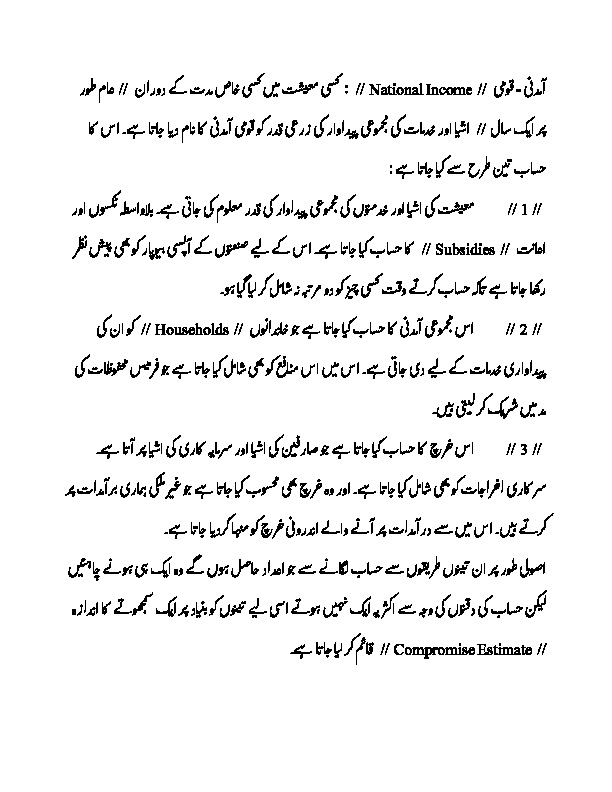 آمدنی - قومی // National Income // : کسی معیشت میں کسی خاص مدت کے دوران // عام طور
پر ایک سال // اشیا اور خدمات کی مجموعی پیداوار کی زرعی قدر کو قومی آمدنی کا نام دیا جاتا ہے۔ اس کا
حساب تین طرح سے کیا جاتا ہے :
// 1 // معیشت کی اشیا اور خدمتوں کی مجموعی پیداوار کی قدر معلوم کی جاتی ہے۔ بلاواسطہ ٹکسوں اور
اعانت // Subsidies // کا حساب کیا جاتا ہے۔ اس کے لیے صنعتوں کے آپسی بیوپار کو بھی پیش نظر
رکھا جاتا ہے تاکہ حساب کرتے وقت کسی چیز کو دو مرتبہ نہ شامل کر لیا گیا ہو۔
// 2 // اس مجموعی آمدنی کا حساب کیا جاتا ہے جو خاندانوں // Households // کو ان کی
پیداواری خدمات کے لیے دی جاتی ہے۔ اس میں اس منافع کو بھی شامل کیا جاتا ہے جو فرمیں محفوظات کی
مد میں شریک کر لیتی ہیں۔
// 3 // اس خرچ کا حساب کیا جاتا ہے جو صارفین کی اشیا اور سرمایہ کاری کی اشیا پر آتا ہے۔
سرکاری اخراجات کو بھی شامل کیا جاتا ہے۔ اور وہ خرچ بھی محسوب کیا جاتا ہے جو غیر ملکی ہماری برآمدات پر
کرتے ہیں۔ اس میں سے درآمدات پر آنے والے اندرونی خرچ کو منہا کر دیا جاتا ہے۔
اصولی طور پر ان تینوں طریقوں سے حساب لگانے سے جو اعداد حاصل ہوں گے وہ ایک ہی ہونے چاہئیں
لیکن حساب کی دقتوں کی وجہ سے اکثر یہ ایک نہیں ہوتے اسی لیے تینوں کو بنیاد پر ایک سمجھوتے کا اندازہ
// Compromise Estimate // قائم کر لیا جاتا ہے۔